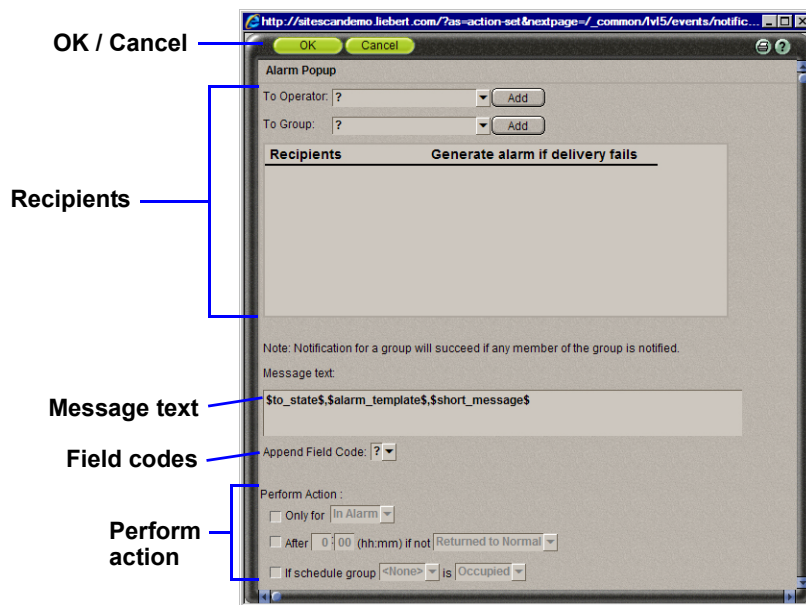 http://sitescandemo.liebert.com/?as=action-set&nextpage=/_common/lvl5/events/notific...
OK / Cancel
OK Cancel
Alarm Popup
To Operator: ? Add
To Group: ? Add
Recipients Generate alarm if delivery fails
Recipients
Note: Notification for a group will succeed if any member of the group is notified.
Message text:
Message text
$to_state$,$alarm_template$,$short_message$
Field codes
Append Field Code: ?
Perform Action :
Only for In Alarm
Perform action
After 0 : 00 (hh:mm) if not Returned to Normal
If schedule group <None> is Occupied